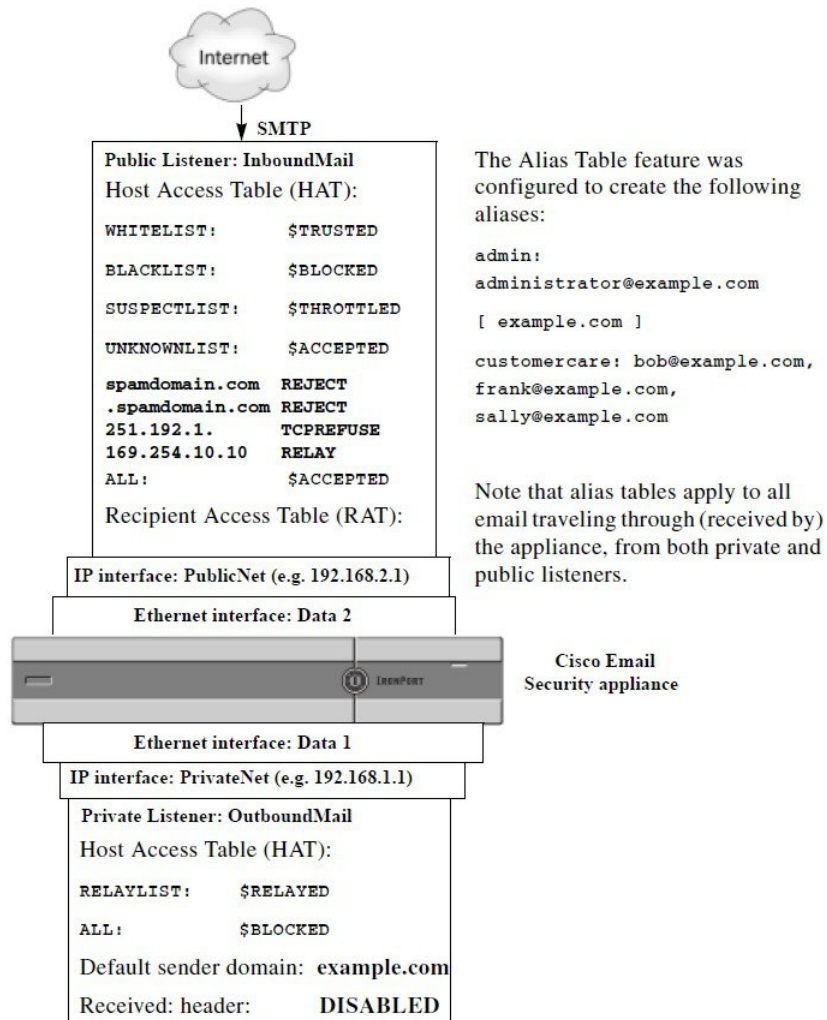 Internet
SMTP
Public Listener: InboundMail
Host Access Table (HAT):
WHITELIST: $TRUSTED
BLACKLIST: $BLOCKED
SUSPECTLIST: $THROTTLED
UNKNOWNLIST: $ACCEPTED
spamdomain.com REJECT
.spamdomain.com REJECT
251.192.1. TCPREFUSE
169.254.10.10 RELAY
ALL: $ACCEPTED
Recipient Access Table (RAT):
The Alias Table feature was
configured to create the following
aliases:
admin:
administrator@example.com
[ example.com ]
customercare: bob@example.com,
frank@example.com,
sally@example.com
Note that alias tables apply to all
email traveling through (received by)
the appliance, from both private and
public listeners.
IP interface: PublicNet (e.g. 192.168.2.1)
Ethernet interface: Data 2
IRONPORT
Cisco Email
Security appliance
Ethernet interface: Data 1
IP interface: PrivateNet (e.g. 192.168.1.1)
Private Listener: OutboundMail
Host Access Table (HAT):
RELAYLIST: $RELAYED
ALL: $BLOCKED
Default sender domain: example.com
Received: header: DISABLED